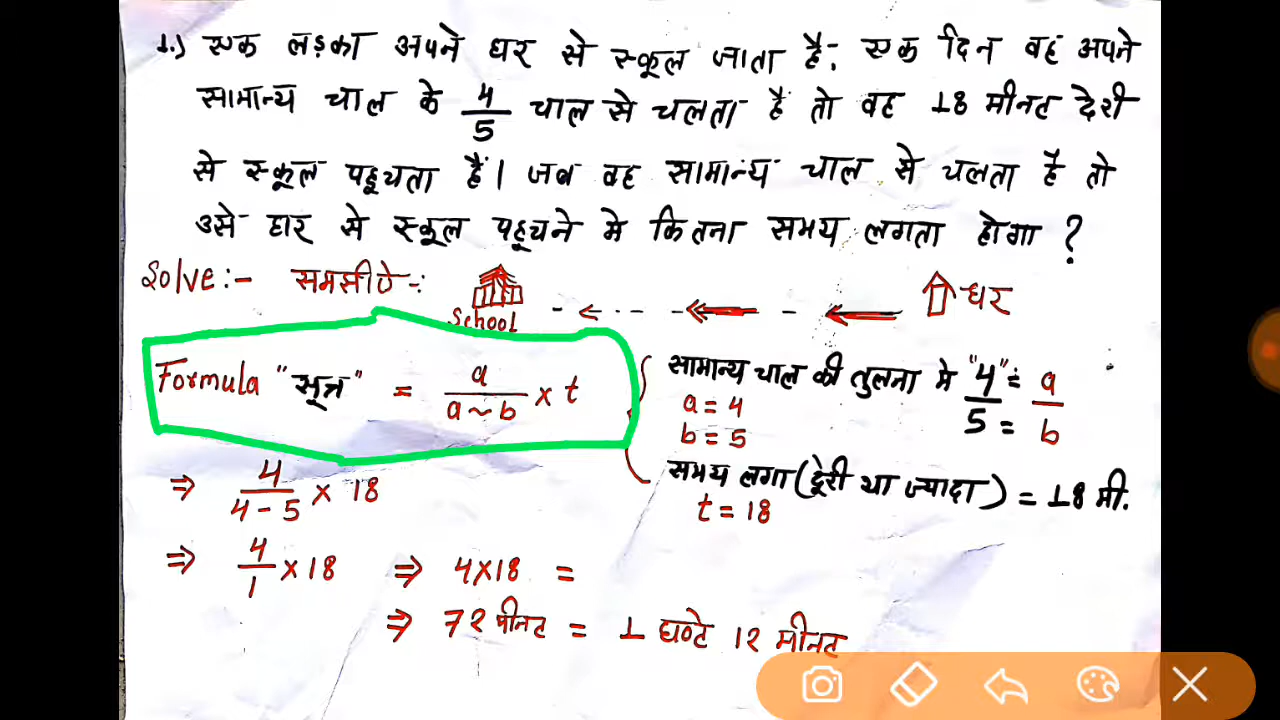 1.) एक लड़का अपने घर से स्कूल जाता है; एक दिन वह अपने
सामान्य चाल के 4/5 चाल से चलता है तो वह 18 मीनट देरी
से स्कूल पहूचता हैं। जब वह सामान्य चाल से चलता है तो
उसे घर से स्कूल पहूचने मे कितना समय लगता होगा ?
Solve:-
School
घर
Formula "सूत्र" = a/a~b × t
सामान्य चाल की तुलना मे "4"/5 = a/b
a = 4
b = 5
⇒ 4/4-5 × 18
समय लगा (देरी या ज्यादा) = 18 मी.
t = 18
⇒ 4/1 × 18 ⇒ 4×18 =
⇒ 72 मीनट = 1 घण्टे 12 मीनट